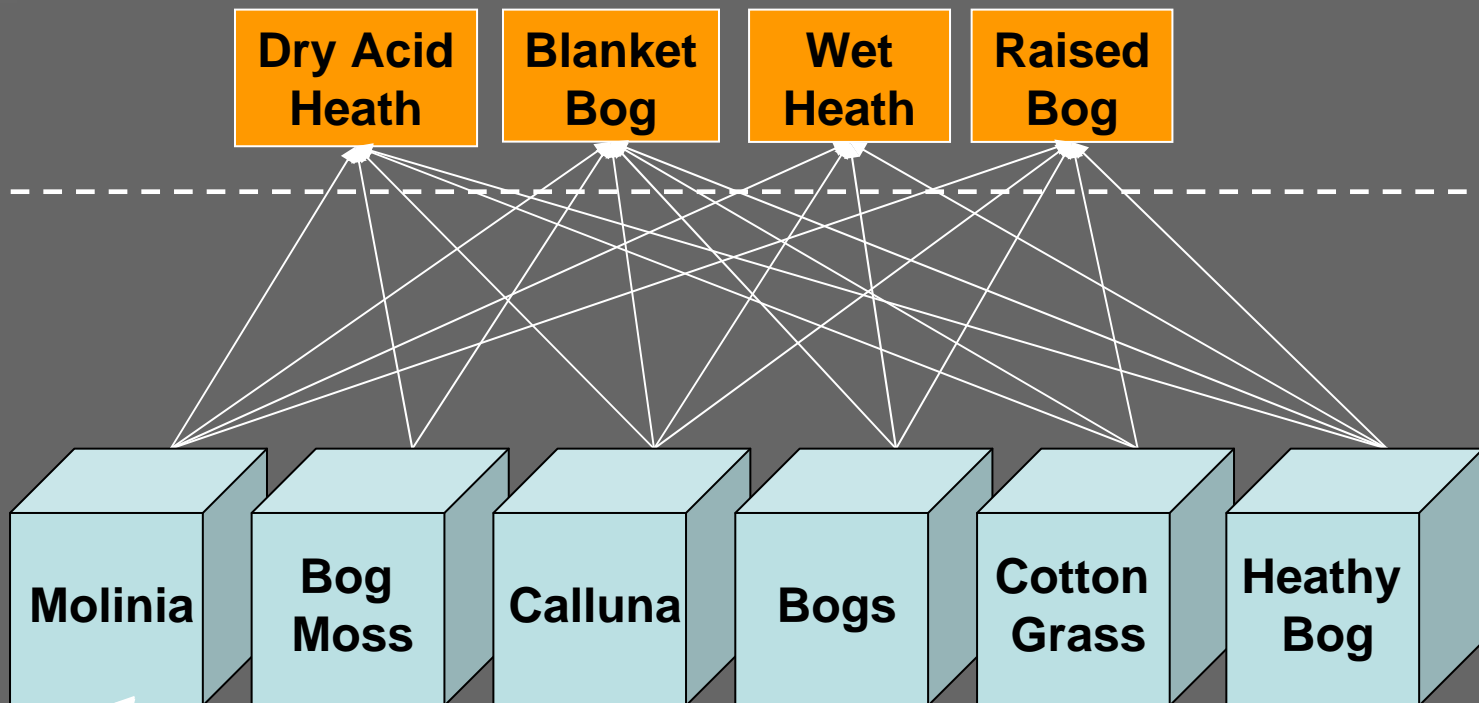 Dry Acid
Heath
Blanket
Bog
Wet
Heath
Raised
Bog
Molinia
Bog
Moss
Calluna
Bogs
Cotton
Grass
Heathy
Bog